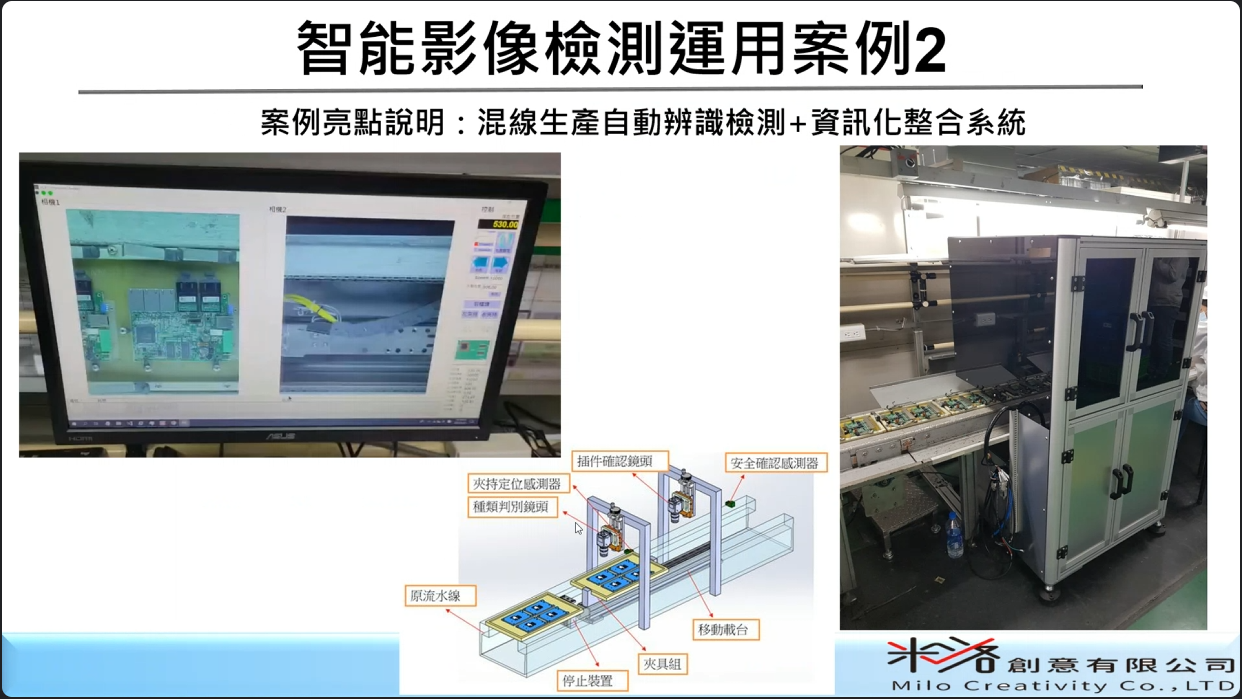 智能影像檢測運用案例2
案例亮點說明：混線生產自動辨識檢測+資訊化整合系統
相機1
相機2
控制
530.00
HDMI
ASUS
插件確認鏡頭
安全確認感測器
夾持定位感測器
種類判別鏡頭
原流水線
移動載台
夾具組
停止裝置
米洛創意有限公司
Milo Creativity Co.,LTD